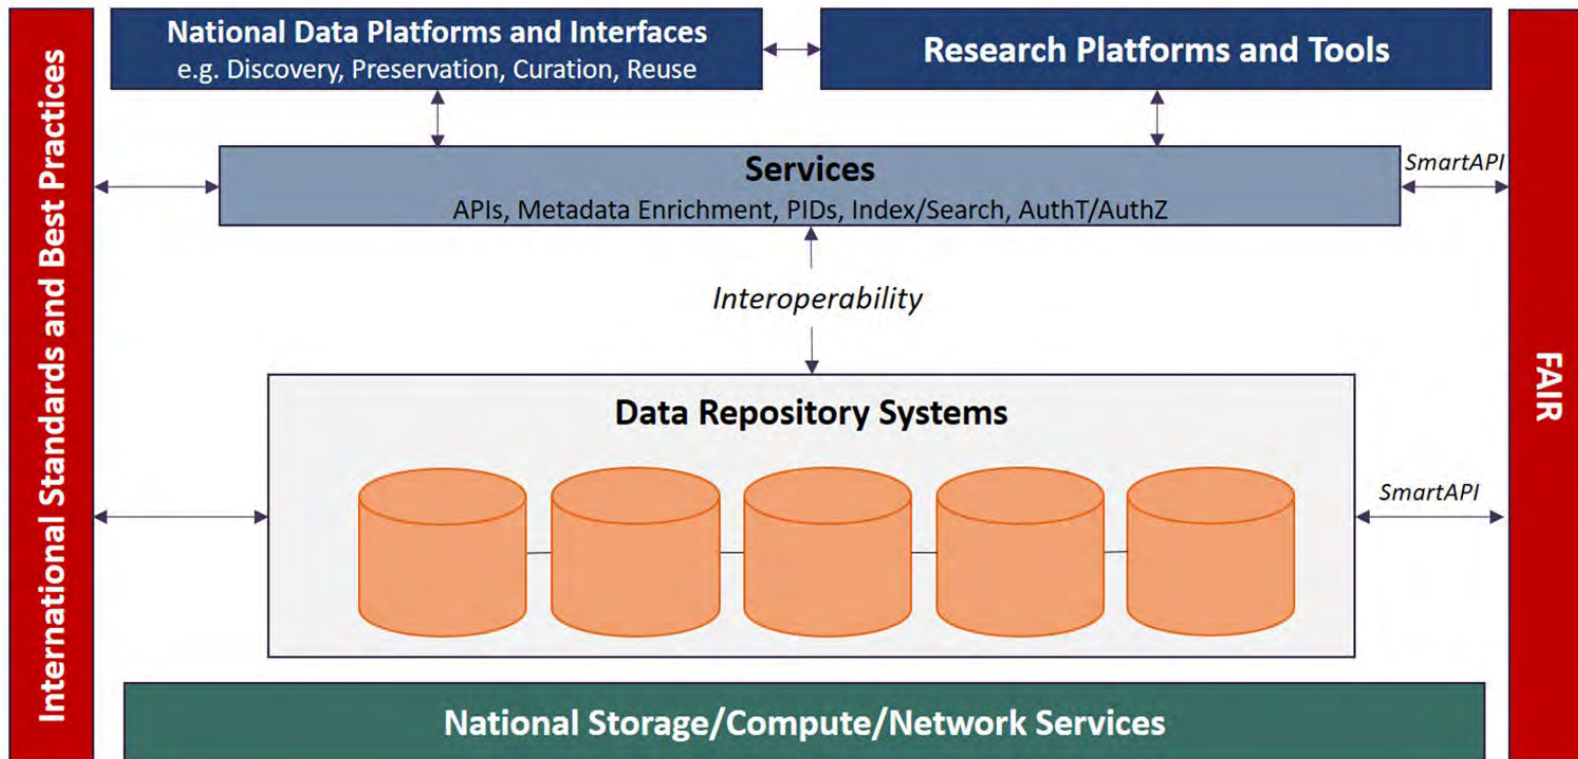 National Data Platforms and Interfaces
e.g. Discovery, Preservation, Curation, Reuse
Research Platforms and Tools
International Standards and Best Practices
Services
APIs, Metadata Enrichment, PIDs, Index/Search, AuthT/AuthZ
SmartAPI
Interoperability
FAIR
Data Repository Systems
SmartAPI
National Storage/Compute/Network Services